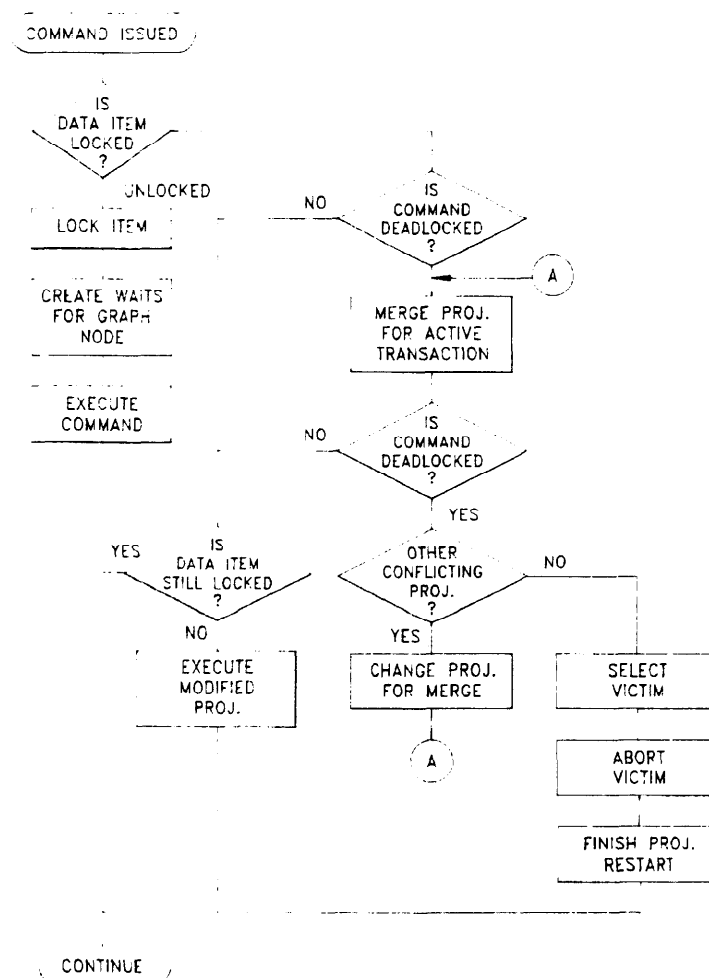 COMMAND ISSUED
IS
DATA ITEM
LOCKED
?
UNLOCKED
LOCK ITEM
CREATE WAITS
FOR GRAPH
NODE
EXECUTE
COMMAND
NO
IS
COMMAND
DEADLOCKED
?
A
MERGE PROJ.
FOR ACTIVE
TRANSACTION
NO
IS
COMMAND
DEADLOCKED
?
YES
YES
IS
DATA ITEM
STILL LOCKED
?
NO
EXECUTE
MODIFIED
PROJ.
OTHER
CONFLICTING
PROJ.
?
NO
YES
CHANGE PROJ.
FOR MERGE
A
SELECT
VICTIM
ABORT
VICTIM
FINISH PROJ.
RESTART
CONTINUE